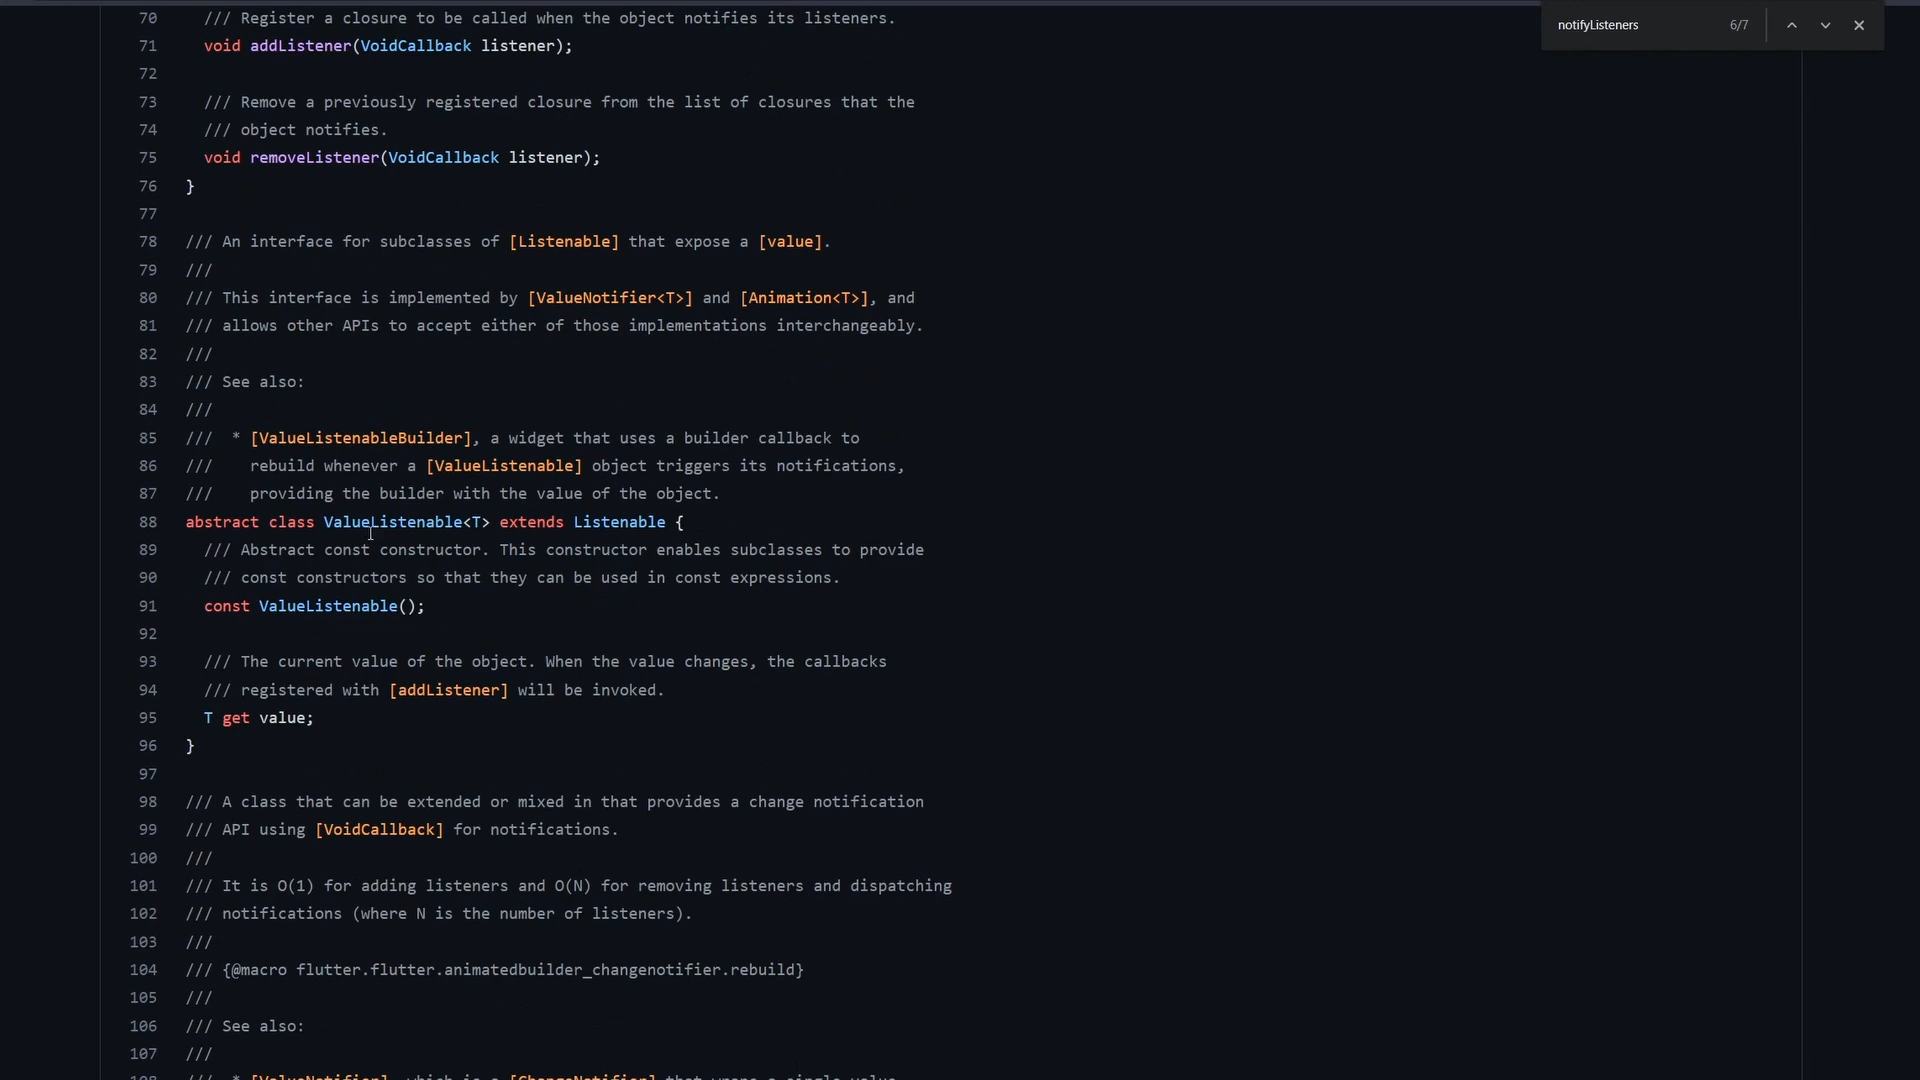 70 /// Register a closure to be called when the object notifies its listeners.
notifyListeners 6/7
71 void addListener(VoidCallback listener);
72
73 /// Remove a previously registered closure from the list of closures that the
74 /// object notifies.
75 void removeListener(VoidCallback listener);
76 }
77
78 /// An interface for subclasses of [Listenable] that expose a [value].
79 ///
80 /// This interface is implemented by [ValueNotifier<T>] and [Animation<T>], and
81 /// allows other APIs to accept either of those implementations interchangeably.
82 ///
83 /// See also:
84 ///
85 /// * [ValueListenableBuilder], a widget that uses a builder callback to
86 /// rebuild whenever a [ValueListenable] object triggers its notifications,
87 /// providing the builder with the value of the object.
88 abstract class ValueListenable<T> extends Listenable {
89 /// Abstract const constructor. This constructor enables subclasses to provide
90 /// const constructors so that they can be used in const expressions.
91 const ValueListenable();
92
93 /// The current value of the object. When the value changes, the callbacks
94 /// registered with [addListener] will be invoked.
95 T get value;
96 }
97
98 /// A class that can be extended or mixed in that provides a change notification
99 /// API using [VoidCallback] for notifications.
100 ///
101 /// It is O(1) for adding listeners and O(N) for removing listeners and dispatching
102 /// notifications (where N is the number of listeners).
103 ///
104 /// {@macro flutter.flutter.animatedbuilder_changenotifier.rebuild}
105 ///
106 /// See also:
107 ///
108 /// * [ValueNotifier], which is a [ChangeNotifier] that wraps a single value.